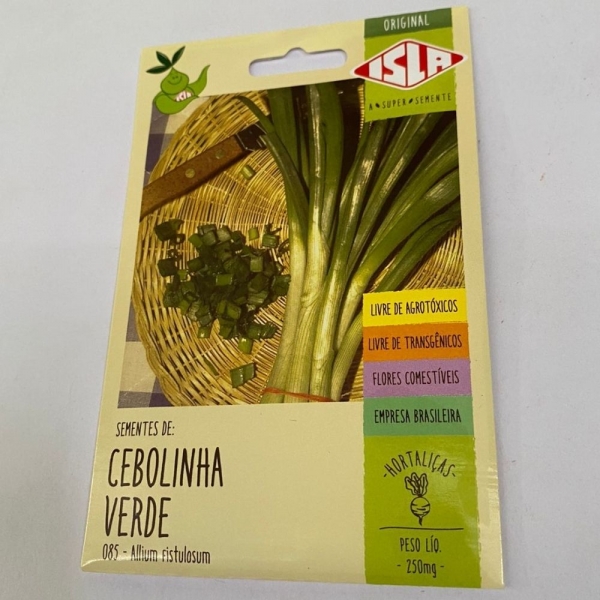 ORIGINAL
ISLA
A SUPER SEMENTE
ISLA
LIVRE DE AGROTÓXICOS
LIVRE DE TRANSGÊNICOS
FLORES COMESTÍVEIS
EMPRESA BRASILEIRA
SEMENTES DE:
CEBOLINHA
VERDE
085 - Allium fistulosum
-HORTALIÇAS-
PESO LÍQ.
- 250mg -